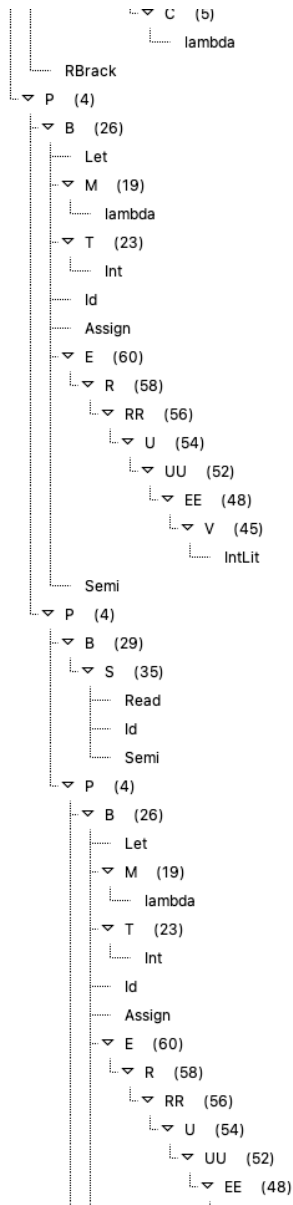 C (5)
lambda
RBrack
P (4)
B (26)
Let
M (19)
lambda
T (23)
Int
Id
Assign
E (60)
R (58)
RR (56)
U (54)
UU (52)
EE (48)
V (45)
IntLit
Semi
P (4)
B (29)
S (35)
Read
Id
Semi
P (4)
B (26)
Let
M (19)
lambda
T (23)
Int
Id
Assign
E (60)
R (58)
RR (56)
U (54)
UU (52)
EE (48)